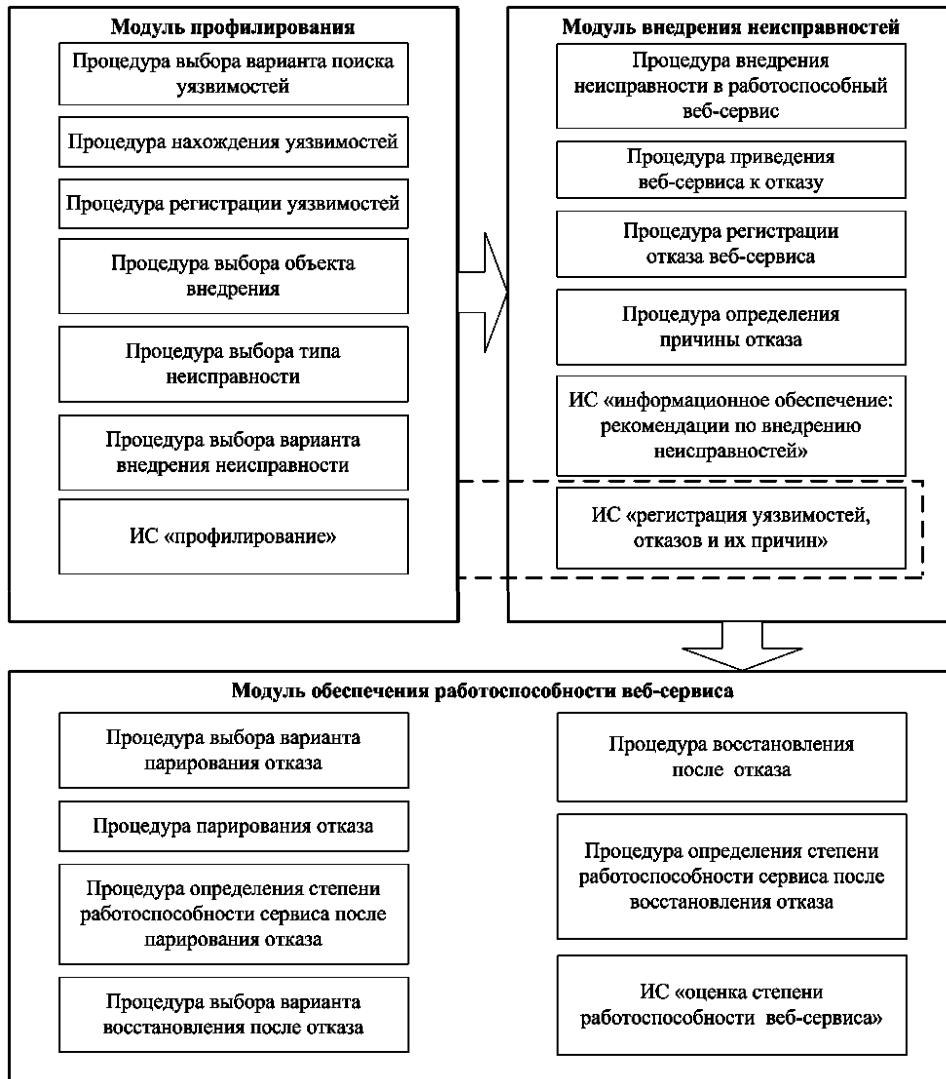 Модуль профилирования
Процедура выбора варианта поиска
уязвимостей
Процедура нахождения уязвимостей
Процедура регистрации уязвимостей
Процедура выбора объекта
внедрения
Процедура выбора типа
неисправности
Процедура выбора варианта
внедрения неисправности
ИС «профилирование»
Модуль внедрения неисправностей
Процедура внедрения
неисправности в работоспособный
веб-сервис
Процедура приведения
веб-сервиса к отказу
Процедура регистрации
отказа веб-сервиса
Процедура определения
причины отказа
ИС «информационное обеспечение:
рекомендации по внедрению
неисправностей»
ИС «регистрация уязвимостей,
отказов и их причин»
Модуль обеспечения работоспособности веб-сервиса
Процедура выбора варианта
парирования отказа
Процедура парирования отказа
Процедура определения степени
работоспособности сервиса после
парирования отказа
Процедура выбора варианта
восстановления после отказа
Процедура восстановления
после отказа
Процедура определения степени
работоспособности сервиса после
восстановления отказа
ИС «оценка степени
работоспособности веб-сервиса»